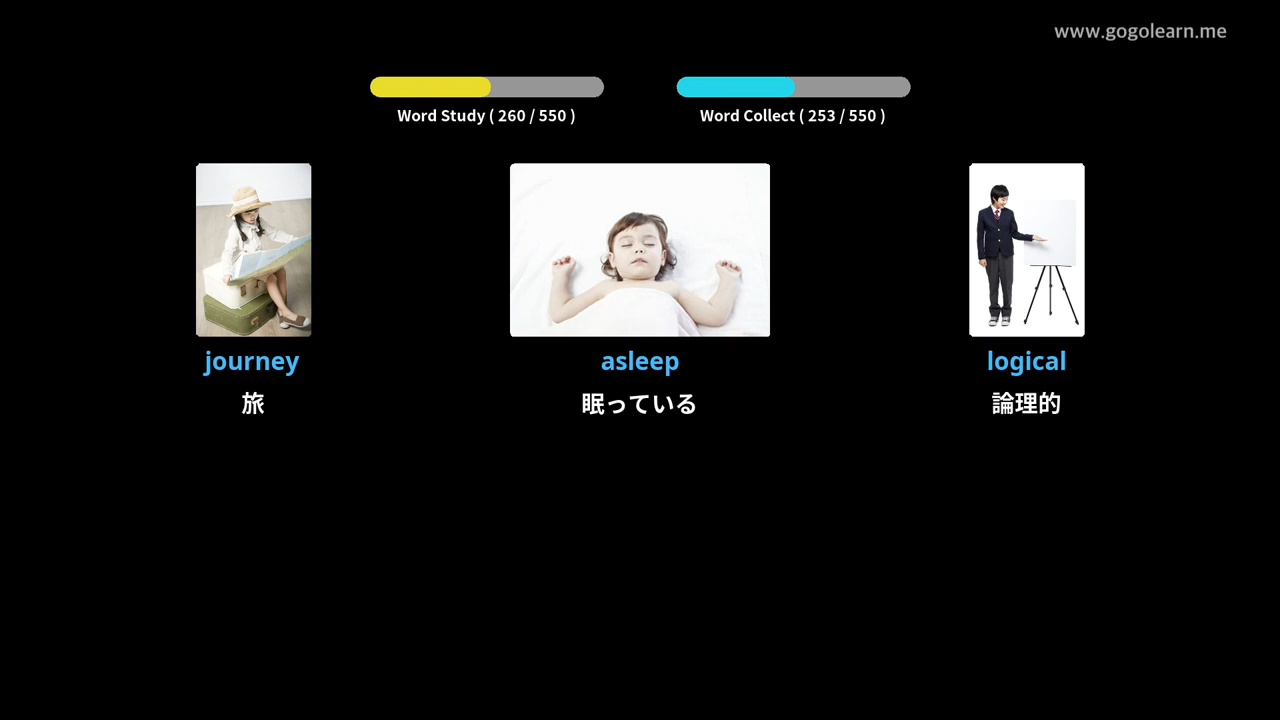 www.gogolearn.me
Word Study ( 260 / 550 )
Word Collect ( 253 / 550 )
journey
旅
asleep
眠っている
logical
論理的